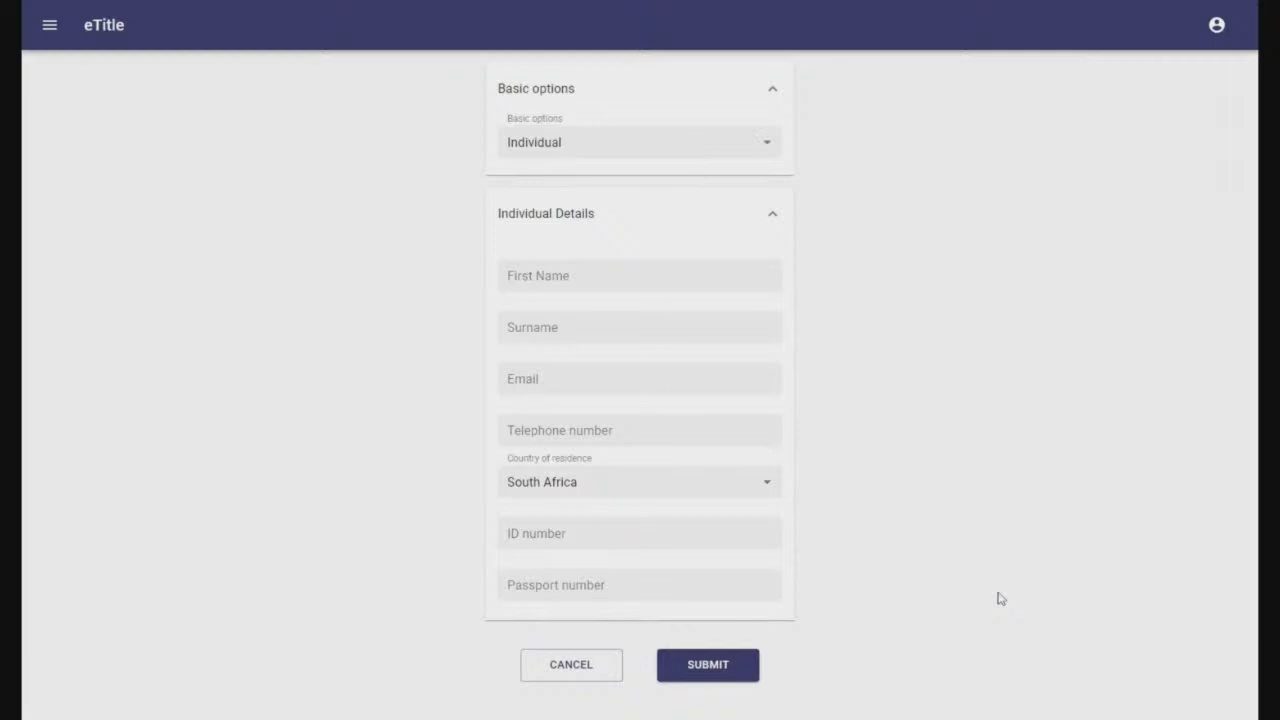 eTitle
Basic options
Basic options
Individual
Individual Details
First Name
Surname
Email
Telephone number
Country of residence
South Africa
ID number
Passport number
CANCEL
SUBMIT